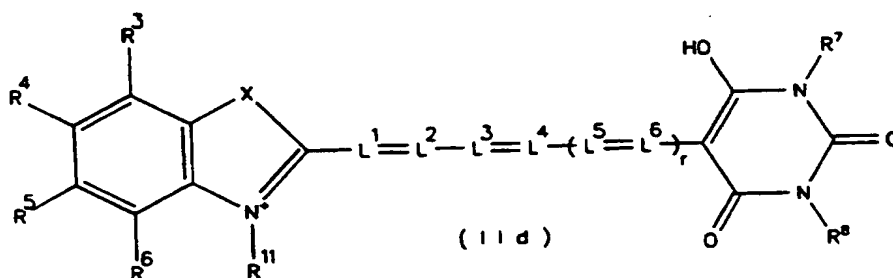 R³ R⁷
HO
R⁴ X N
L¹=L²—L³=L⁴—(L⁵=L⁶—)r O
R⁵ N⁺ N
R⁶ R¹¹ (IId) O R⁸